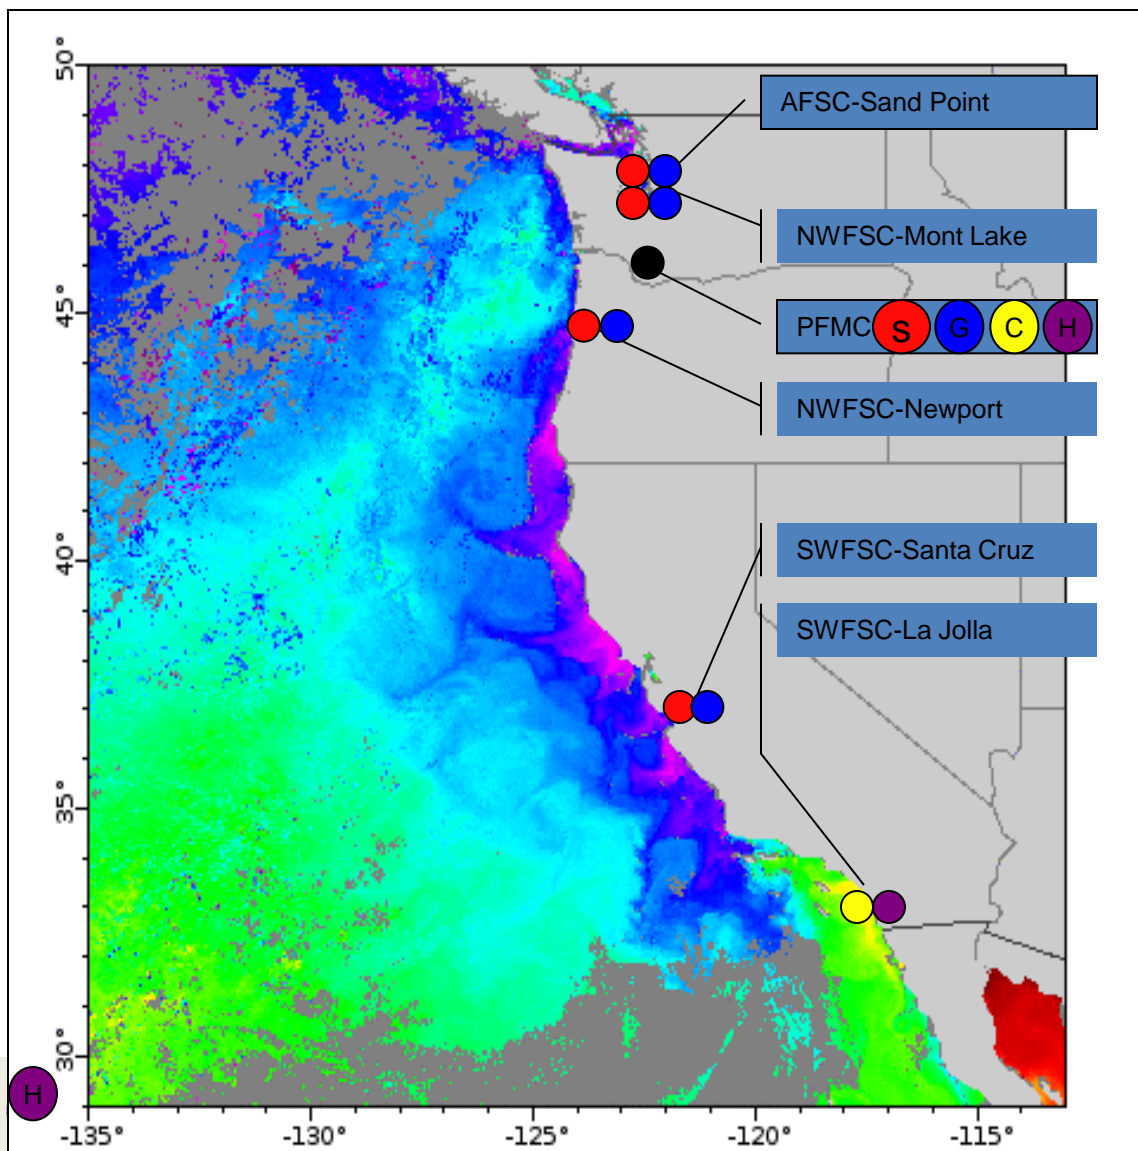 50°
AFSC-Sand Point
NWFSC-Mont Lake
45°
PFMC S G C H
NWFSC-Newport
40°
SWFSC-Santa Cruz
SWFSC-La Jolla
35°
30°
H
-135° -130° -125° -120° -115°